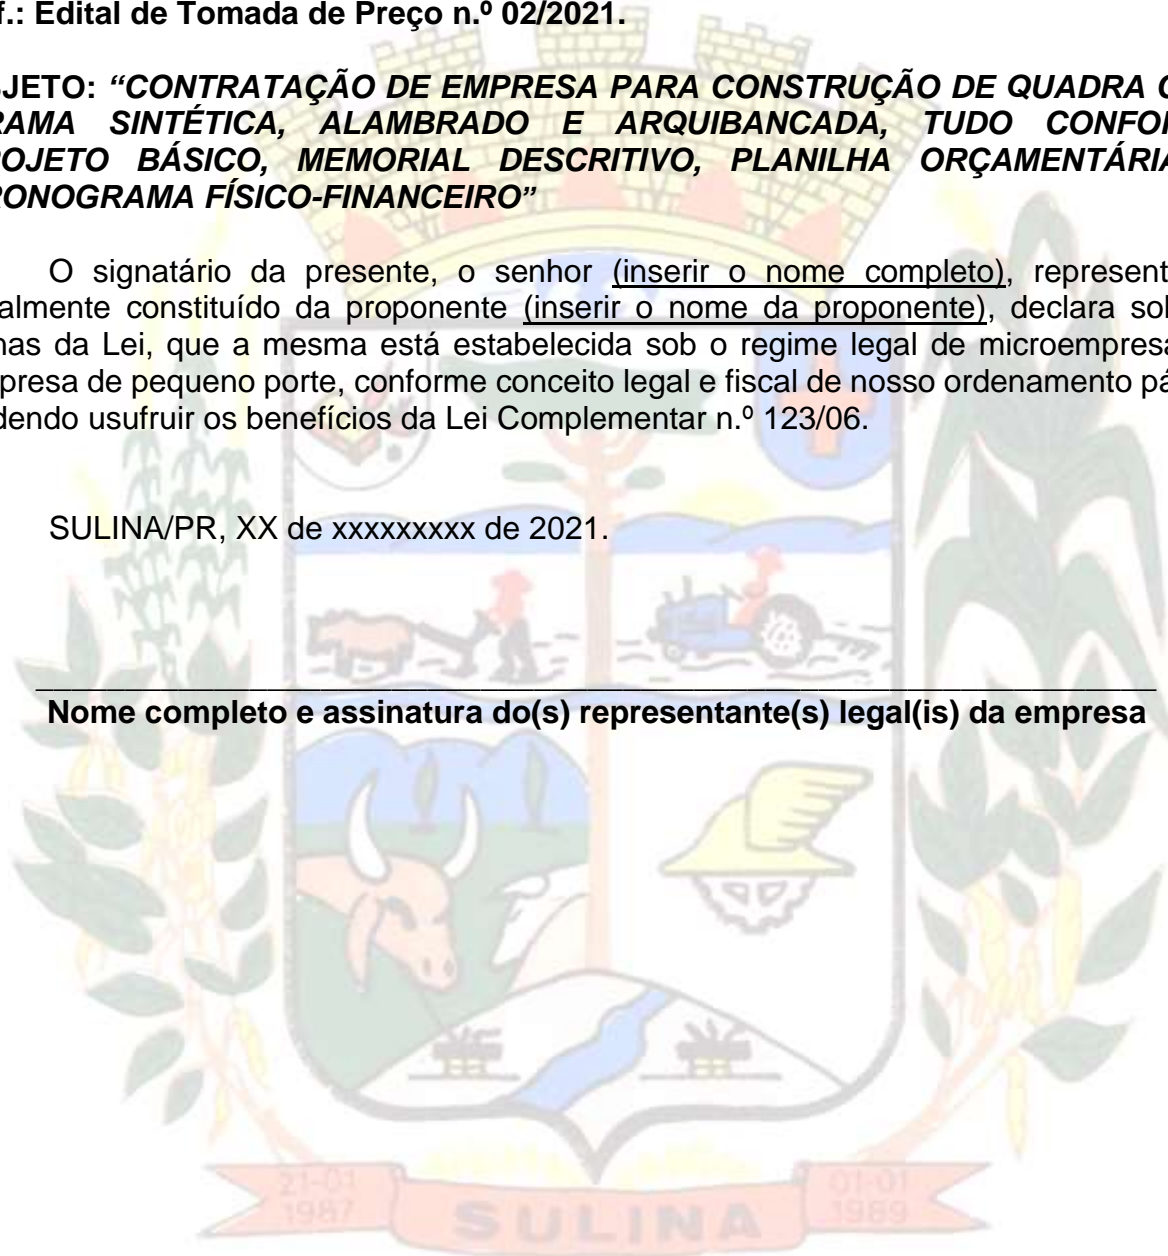 f.: Edital de Tomada de Preço n.º 02/2021.
JETO: “CONTRATAÇÃO DE EMPRESA PARA CONSTRUÇÃO DE QUADRA
RAMA SINTÉTICA, ALAMBRADO E ARQUIBANCADA, TUDO CONFO
OJETO BÁSICO, MEMORIAL DESCRITIVO, PLANILHA ORÇAMENTÁRIA
RONOGRAMA FÍSICO-FINANCEIRO”
O signatário da presente, o senhor (inserir o nome completo), represent
almente constituído da proponente (inserir o nome da proponente), declara sob
nas da Lei, que a mesma está estabelecida sob o regime legal de microempresa
presa de pequeno porte, conforme conceito legal e fiscal de nosso ordenamento pá
dendo usufruir os benefícios da Lei Complementar n.º 123/06.
SULINA/PR, XX de xxxxxxxxx de 2021.
Nome completo e assinatura do(s) representante(s) legal(is) da empresa
21-01 01-01
1987 SULINA 1989